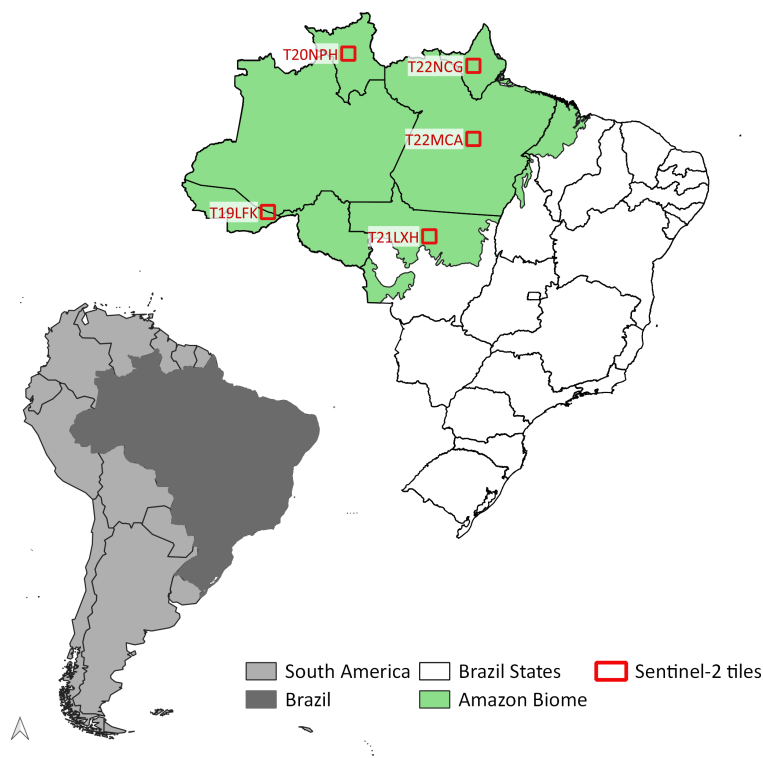 T20NPH
T22NCG
T22MCA
T19LFK
T21LXH
South America
Brazil States
Sentinel-2 tiles
Brazil
Amazon Biome